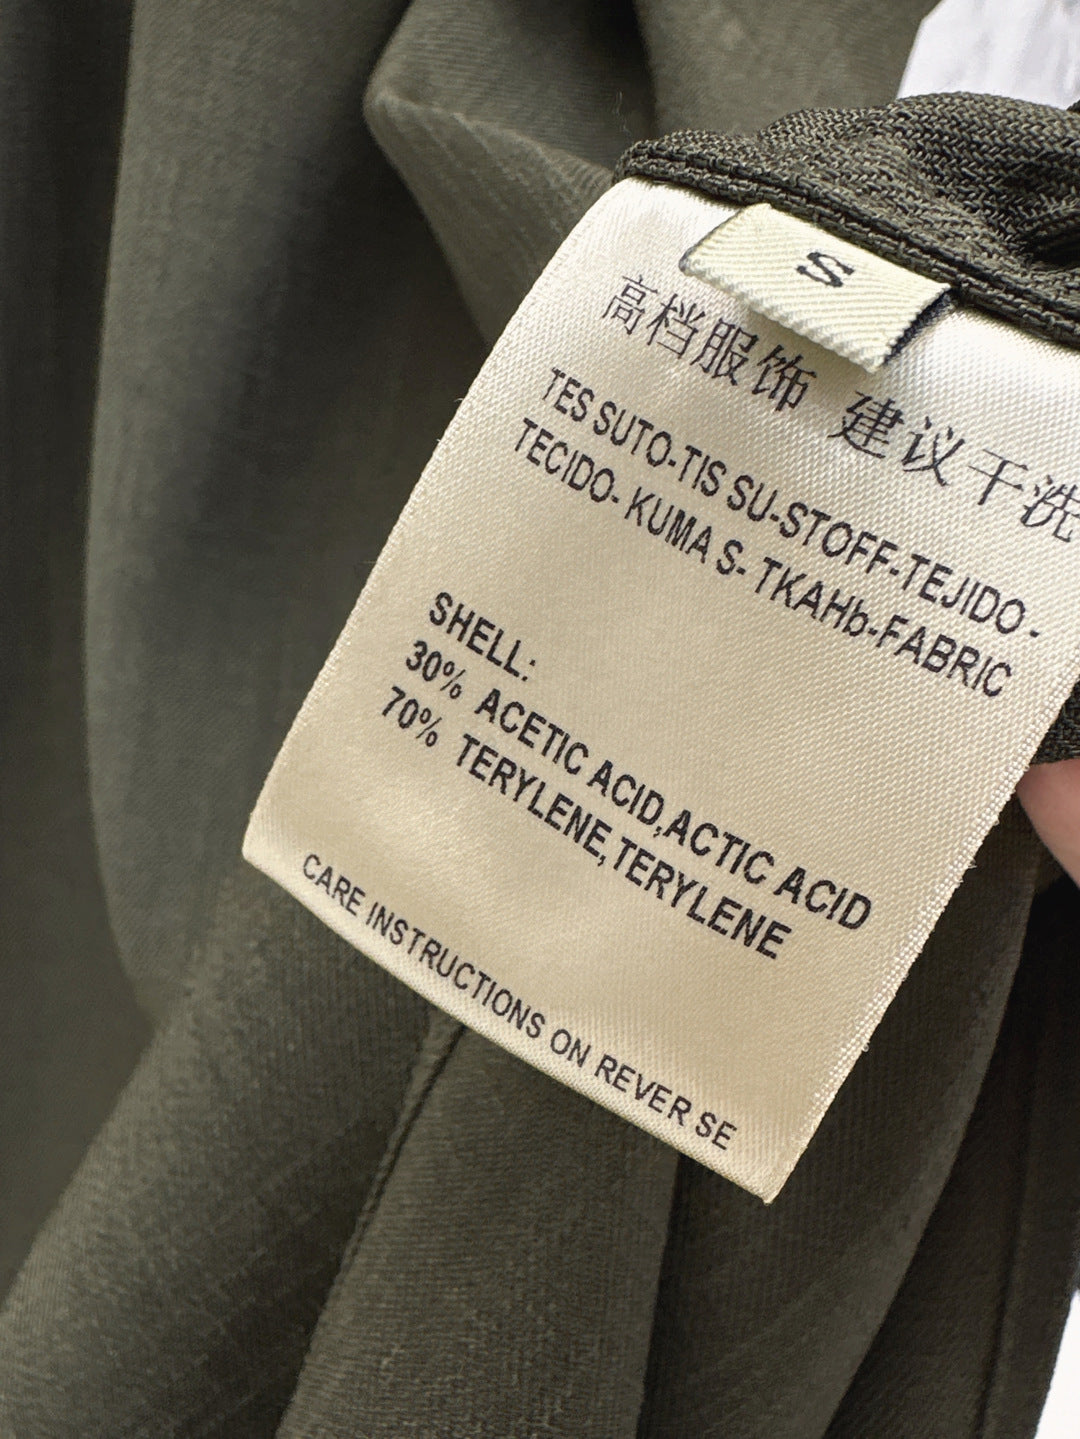 S
高档服饰 建议干洗
TES SUTO-TIS SU-STOFF-TEJIDO-
TECIDO- KUMA S- TKAHb-FABRIC
SHELL:
30% ACETIC ACID,ACTIC ACID
70% TERYLENE,TERYLENE
CARE INSTRUCTIONS ON REVER SE